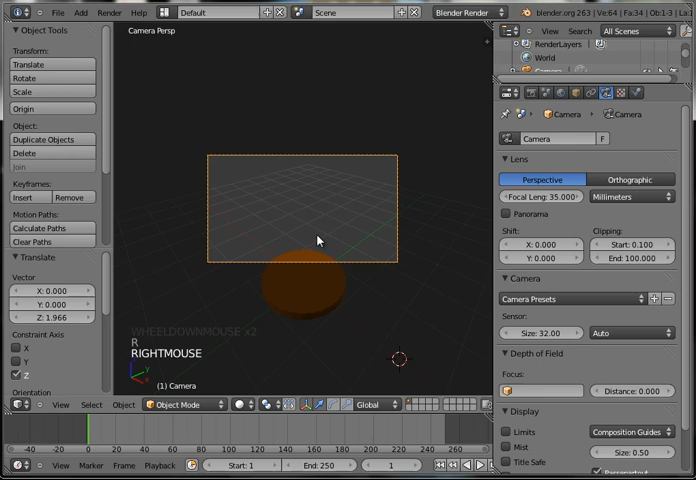 File Add Render Help Default Scene Blender Render blender.org 263 | Ve:64 | Fa:34 | Ob:1-3 | La
Object Tools
Transform:
Translate
Rotate
Scale
Origin
Object:
Duplicate Objects
Delete
Join
Keyframes:
Insert Remove
Motion Paths:
Calculate Paths
Clear Paths
Translate
Vector
X: 0.000
Y: 0.000
Z: 1.966
Constraint Axis
X
Y
Z
Orientation
Camera Persp
WHEELDOWNMOUSE x2
R
RIGHTMOUSE
z
y
x
(1) Camera
View Select Object Object Mode Global
-40 -20 0 20 40 60 80 100 120 140 160 180 200 220 240 260
View Marker Frame Playback Start: 1 End: 250 1
View Search All Scenes
RenderLayers
World
Camera
Camera Camera
Camera F
Lens
Perspective Orthographic
Focal Len: 35.000 Millimeters
Panorama
Shift: Clipping:
X: 0.000 Start: 0.100
Y: 0.000 End: 100.000
Camera
Camera Presets
Sensor:
Size: 32.00 Auto
Depth of Field
Focus:
Distance: 0.000
Display
Limits Composition Guides
Mist Size: 0.50
Title Safe Passepartout